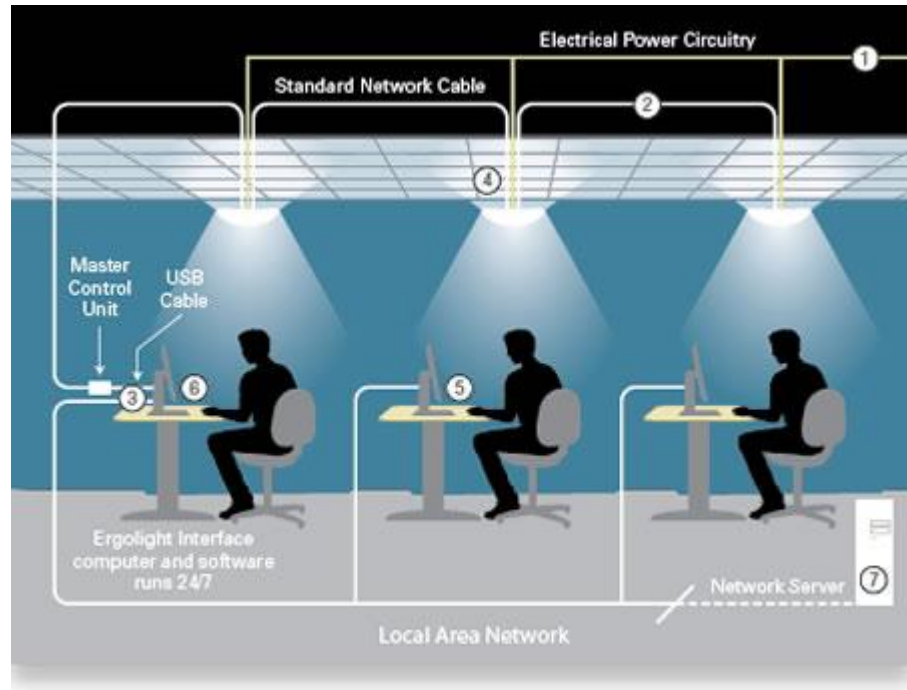 Electrical Power Circuitry
1
Standard Network Cable
2
4
Master
Control
Unit
USB
Cable
3
6
5
Ergolight Interface
computer and software
runs 24/7
Network Server
7
Local Area Network